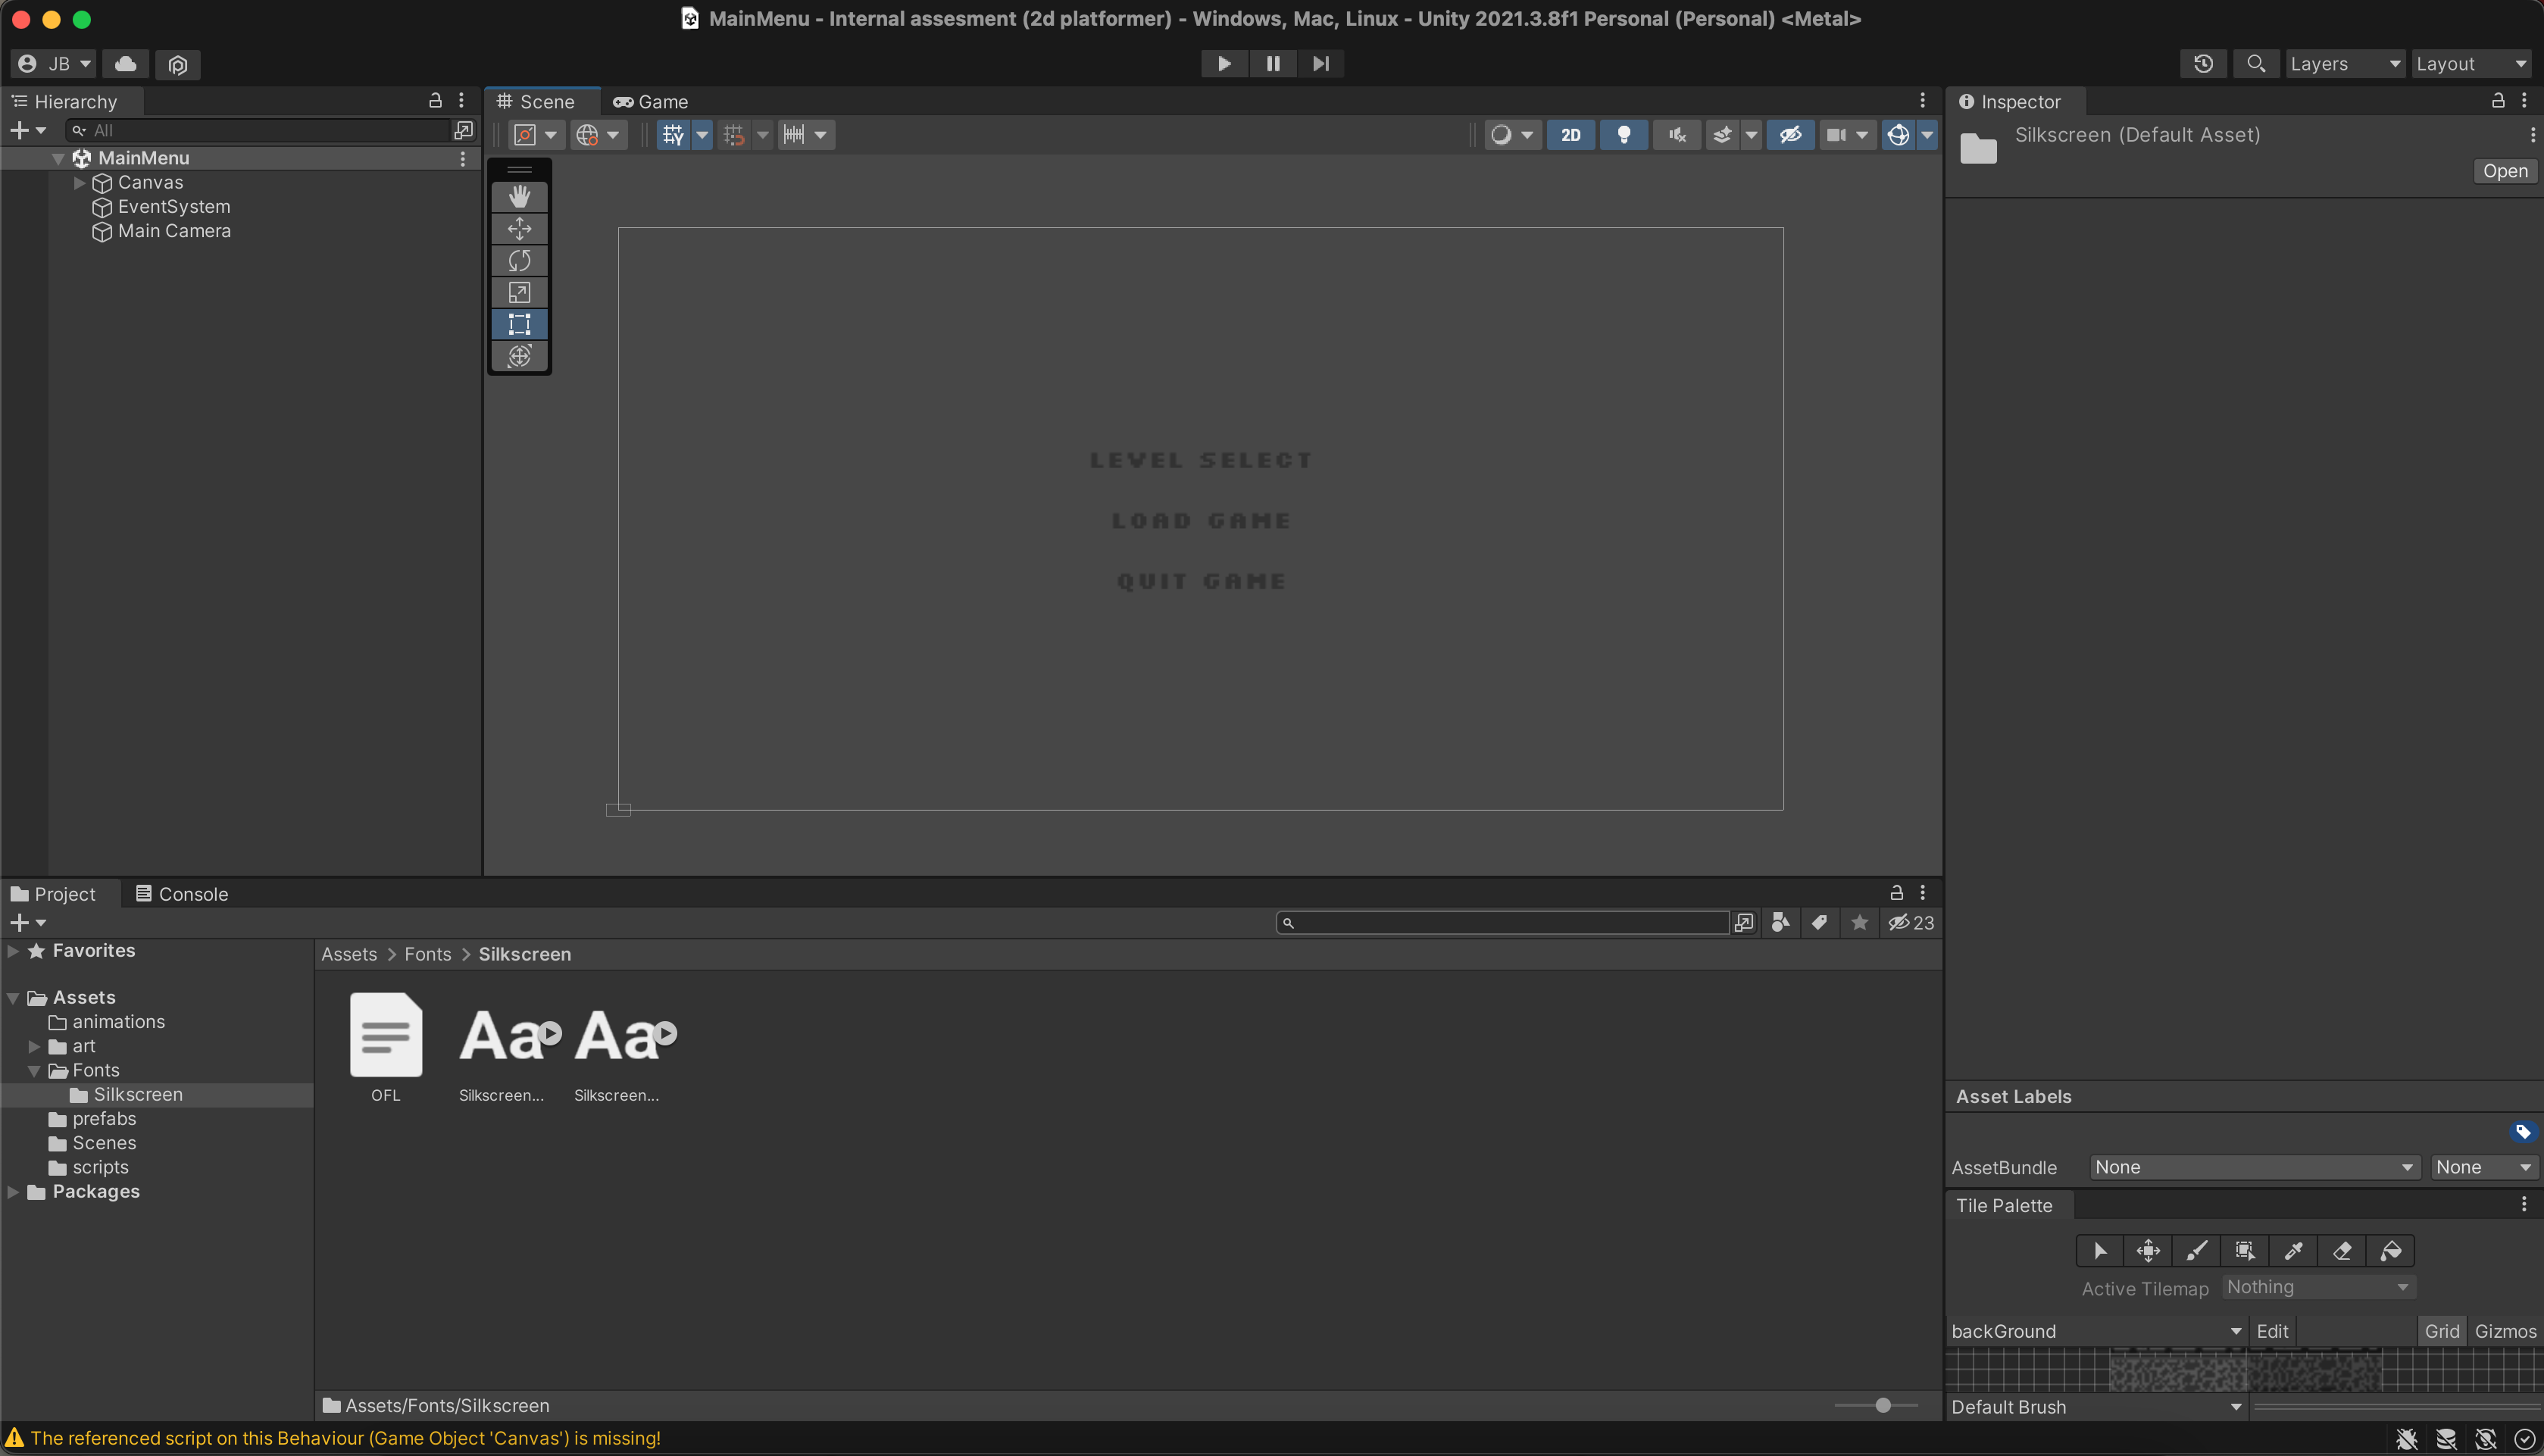 MainMenu - Internal assesment (2d platformer) - Windows, Mac, Linux - Unity 2021.3.8f1 Personal (Personal) <Metal>
JB
Layers
Layout
Hierarchy
All
MainMenu
Canvas
EventSystem
Main Camera
Scene
Game
2D
LEVEL SELECT
LOAD GAME
QUIT GAME
Inspector
Silkscreen (Default Asset)
Open
Project
Console
23
Favorites
Assets
animations
art
Fonts
Silkscreen
prefabs
Scenes
scripts
Packages
Assets > Fonts > Silkscreen
Aa
Aa
OFL
Silkscreen...
Silkscreen...
Assets/Fonts/Silkscreen
Asset Labels
AssetBundle
None
None
Tile Palette
Active Tilemap
Nothing
backGround
Edit
Grid
Gizmos
Default Brush
The referenced script on this Behaviour (Game Object 'Canvas') is missing!